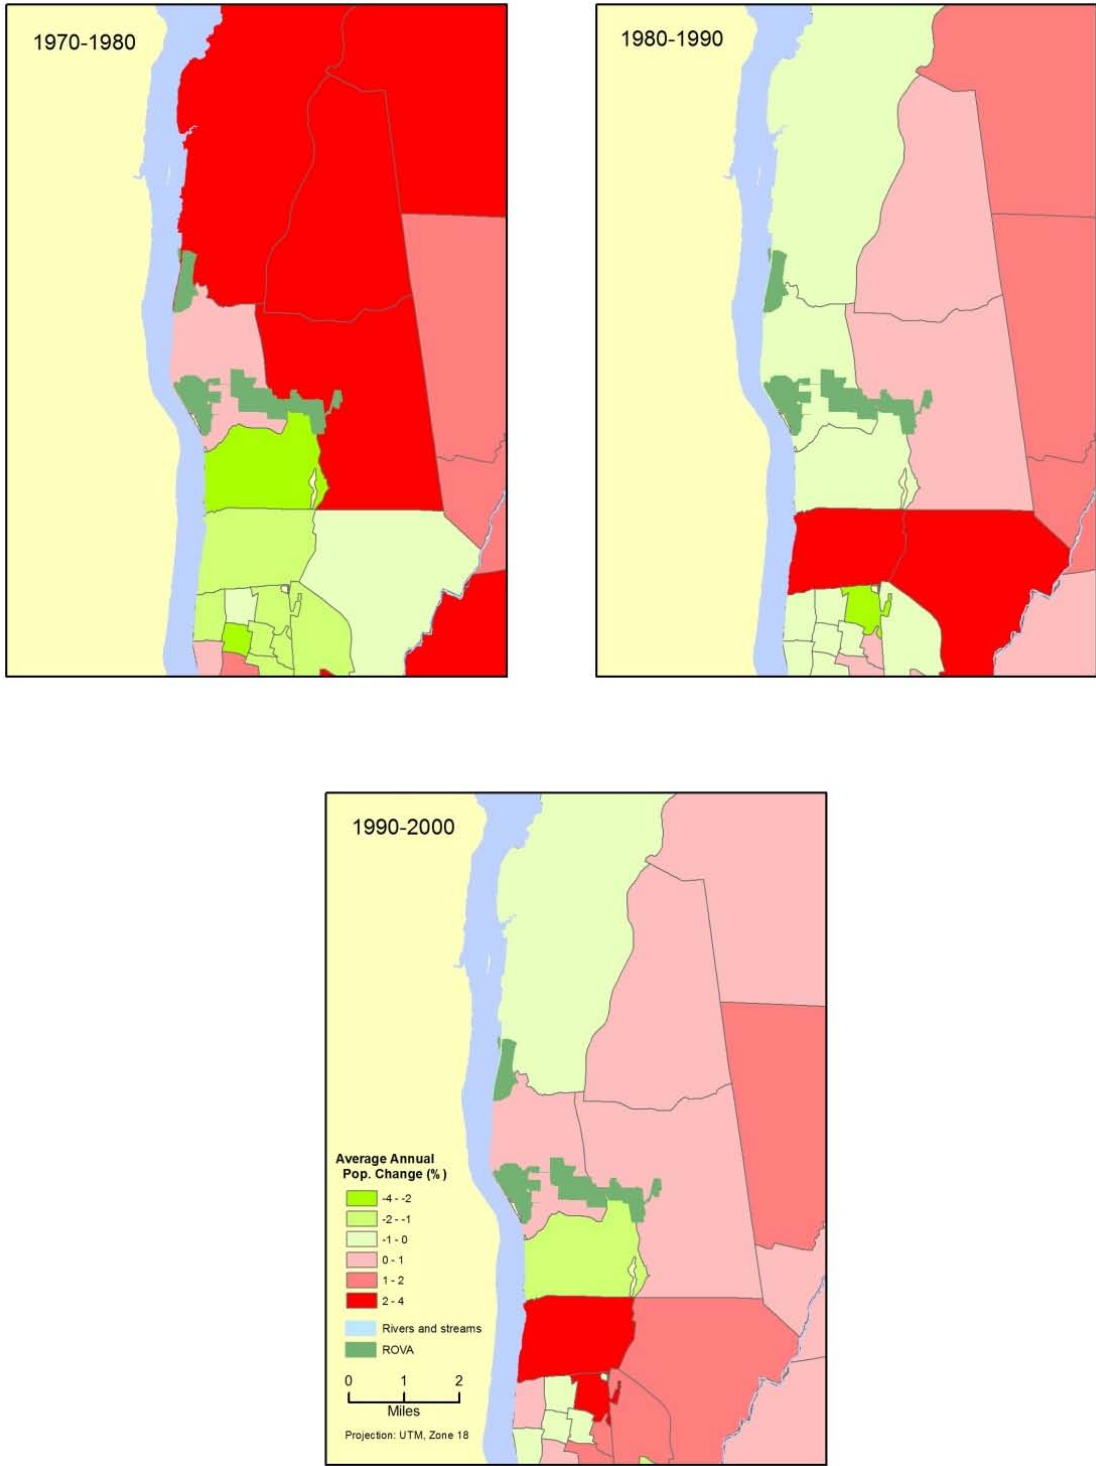 1970-1980
1980-1990
1990-2000
Average Annual
Pop. Change (%)
-4 - -2
-2 - -1
-1 - 0
0 - 1
1 - 2
2 - 4
Rivers and streams
ROVA
0 1 2
Miles
Projection: UTM, Zone 18